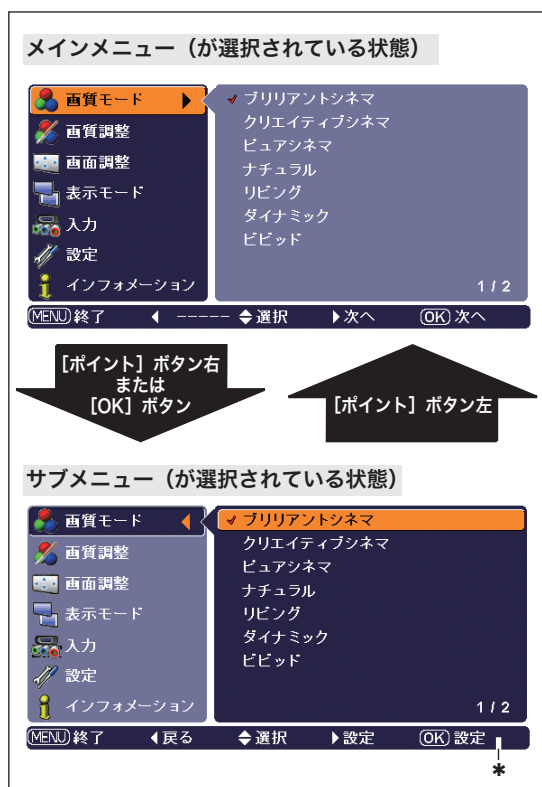 メインメニュー（が選択されている状態）
画質モード ▶
画質調整
画面調整
表示モード
入力
設定
インフォメーション
✔ ブリリアントシネマ
クリエイティブシネマ
ピュアシネマ
ナチュラル
リビング
ダイナミック
ビビッド
1 / 2
MENU 終了 ◀ ----- ◆ 選択 ▶ 次へ OK 次へ
［ポイント］ボタン右
または
［OK］ボタン
［ポイント］ボタン左
サブメニュー（が選択されている状態）
画質モード ◀
画質調整
画面調整
表示モード
入力
設定
インフォメーション
✔ ブリリアントシネマ
クリエイティブシネマ
ピュアシネマ
ナチュラル
リビング
ダイナミック
ビビッド
1 / 2
MENU 終了 ◀ 戻る ◆ 選択 ▶ 設定 OK 設定
*